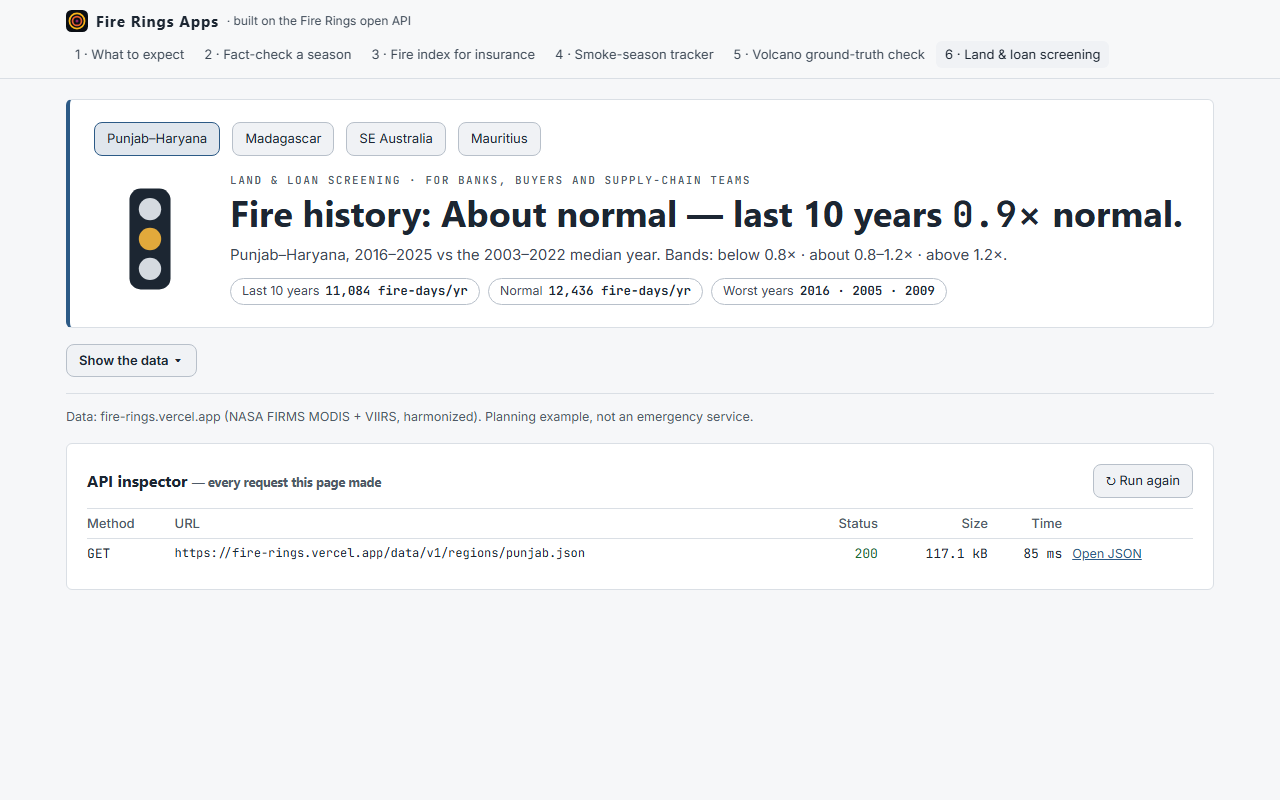 Fire Rings Apps · built on the Fire Rings open API
1 · What to expect 2 · Fact-check a season 3 · Fire index for insurance 4 · Smoke-season tracker 5 · Volcano ground-truth check 6 · Land & loan screening
Punjab–Haryana Madagascar SE Australia Mauritius
LAND & LOAN SCREENING · FOR BANKS, BUYERS AND SUPPLY-CHAIN TEAMS
Fire history: About normal — last 10 years 0.9× normal.
Punjab–Haryana, 2016–2025 vs the 2003–2022 median year. Bands: below 0.8× · about 0.8–1.2× · above 1.2×.
Last 10 years 11,084 fire-days/yr Normal 12,436 fire-days/yr Worst years 2016 · 2005 · 2009
Show the data
Data: fire-rings.vercel.app (NASA FIRMS MODIS + VIIRS, harmonized). Planning example, not an emergency service.
API inspector — every request this page made ↻ Run again
Method URL Status Size Time
GET https://fire-rings.vercel.app/data/v1/regions/punjab.json 200 117.1 kB 85 ms Open JSON